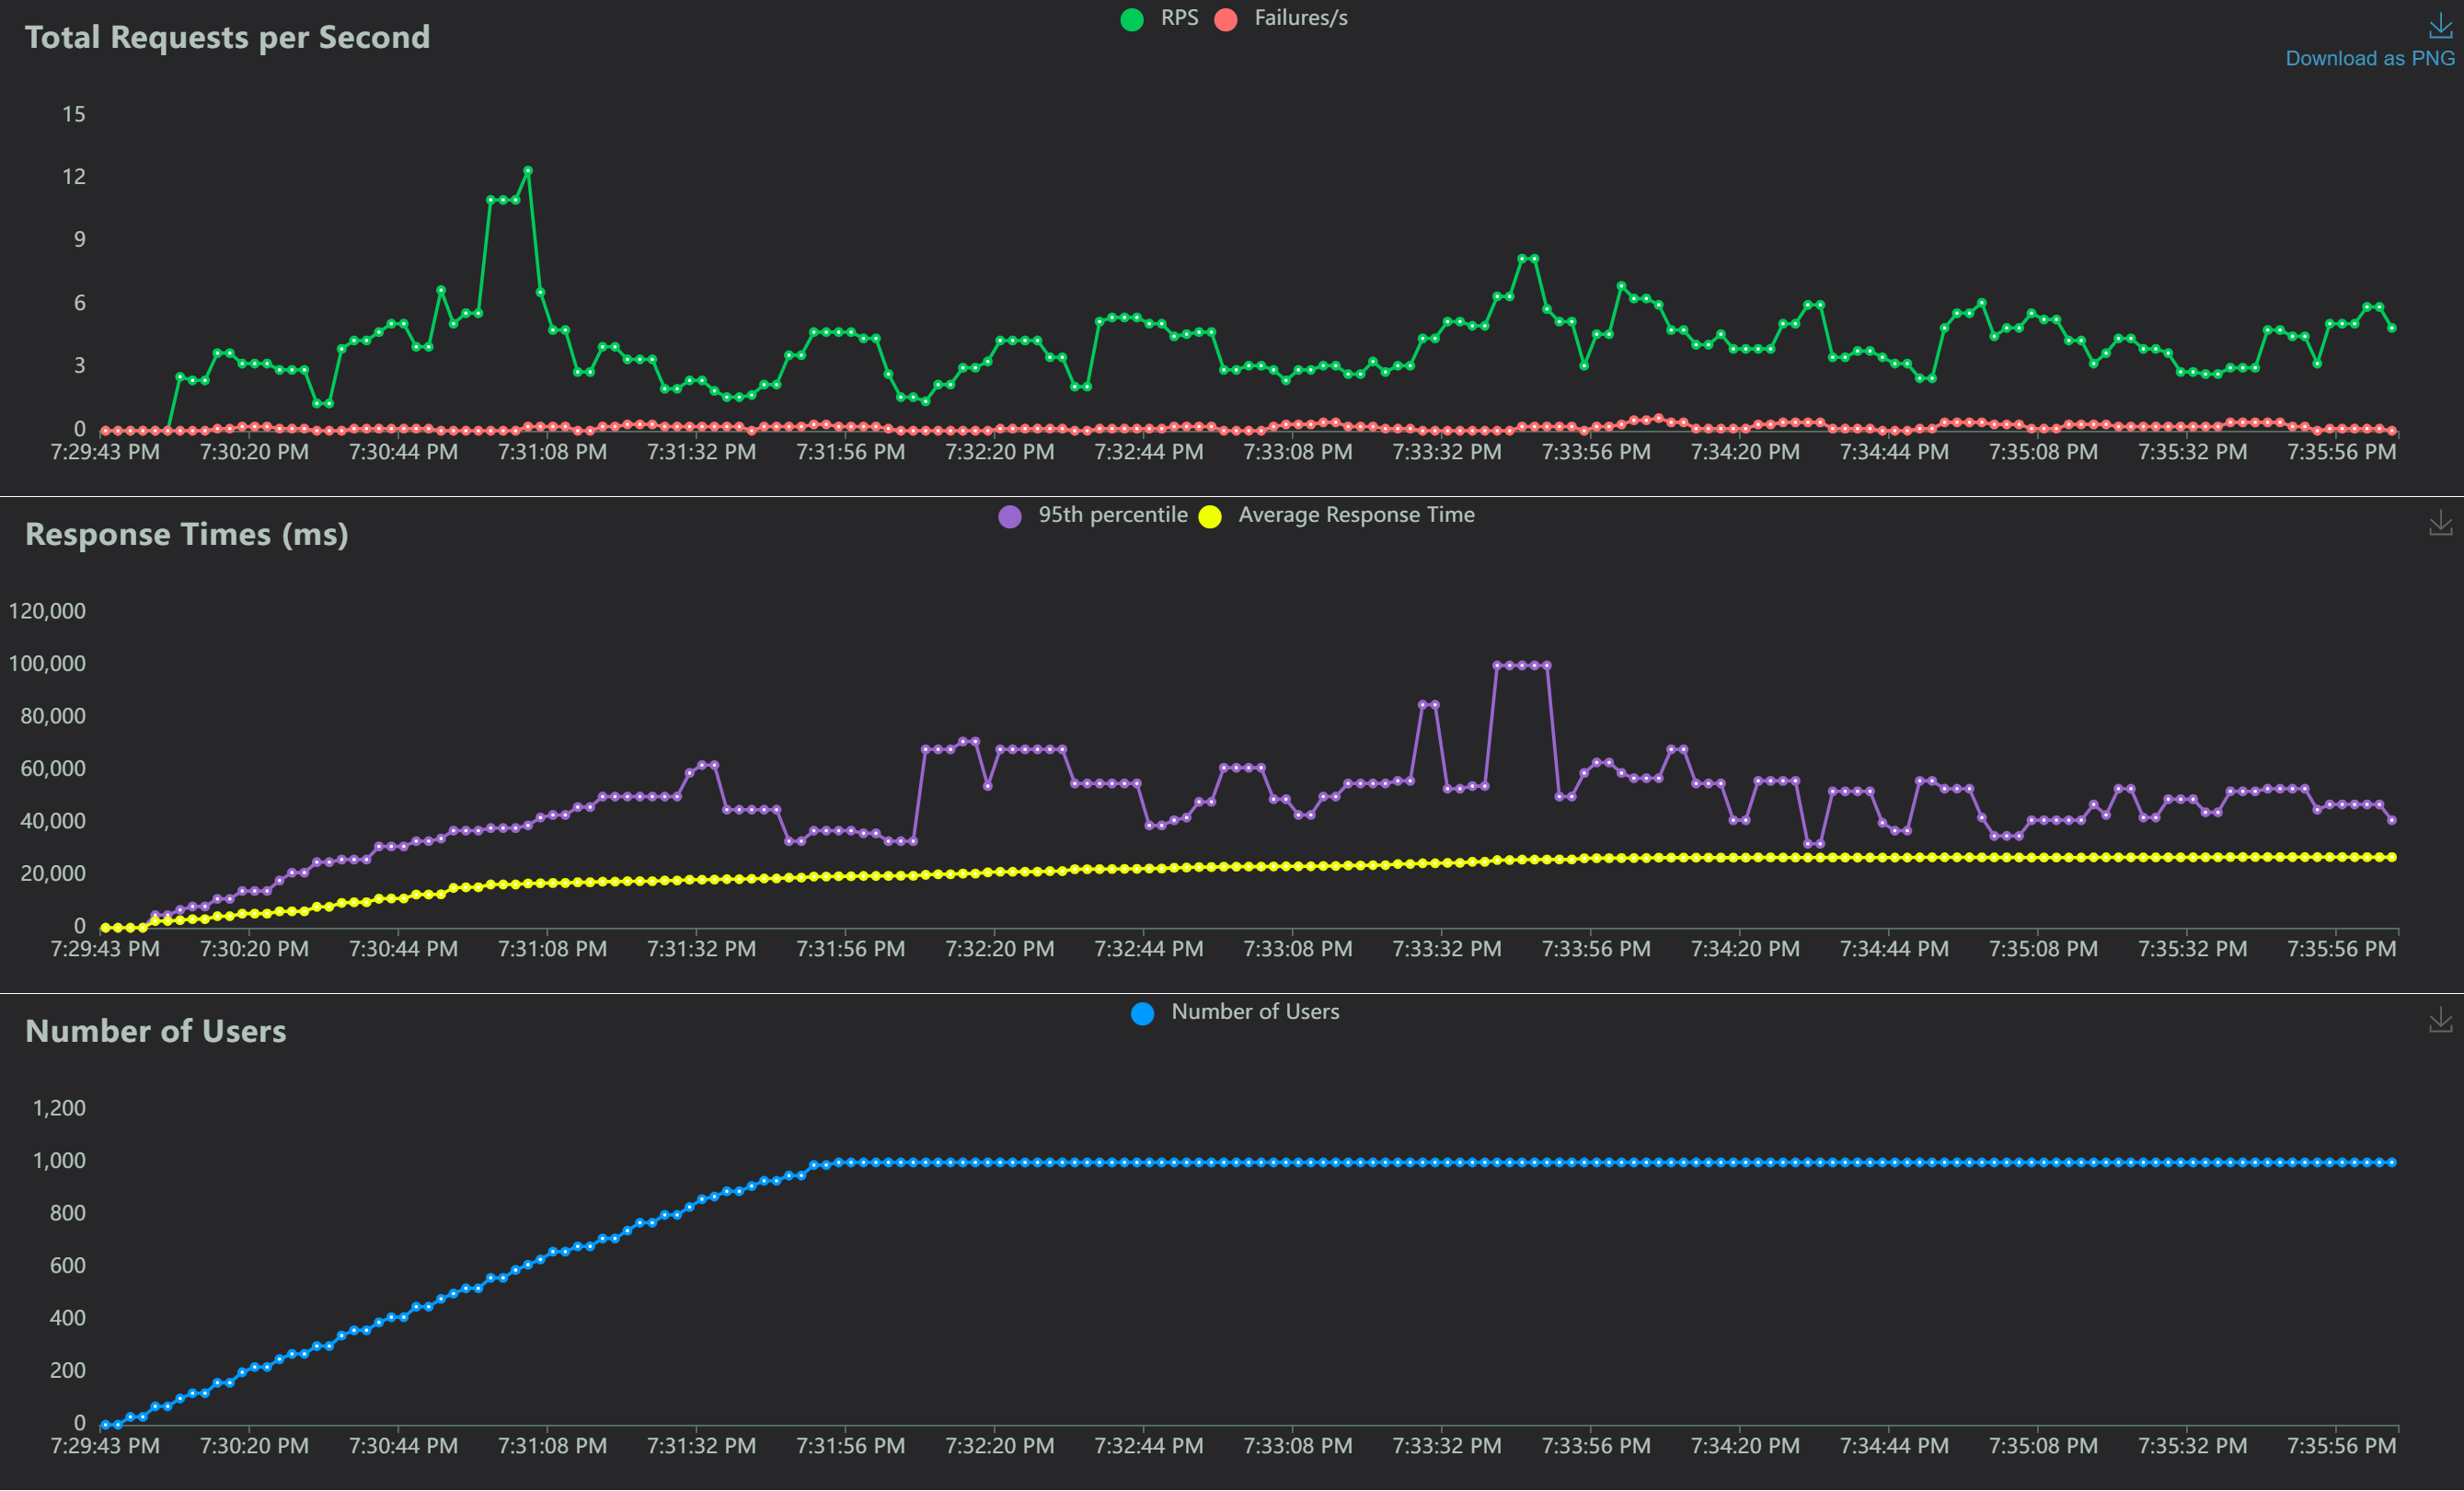 RPS Failures/s
Total Requests per Second
Download as PNG
15
12
9
6
3
0
7:29:43 PM 7:30:20 PM 7:30:44 PM 7:31:08 PM 7:31:32 PM 7:31:56 PM 7:32:20 PM 7:32:44 PM 7:33:08 PM 7:33:32 PM 7:33:56 PM 7:34:20 PM 7:34:44 PM 7:35:08 PM 7:35:32 PM 7:35:56 PM
95th percentile Average Response Time
Response Times (ms)
120,000
100,000
80,000
60,000
40,000
20,000
0
7:29:43 PM 7:30:20 PM 7:30:44 PM 7:31:08 PM 7:31:32 PM 7:31:56 PM 7:32:20 PM 7:32:44 PM 7:33:08 PM 7:33:32 PM 7:33:56 PM 7:34:20 PM 7:34:44 PM 7:35:08 PM 7:35:32 PM 7:35:56 PM
Number of Users
Number of Users
1,200
1,000
800
600
400
200
0
7:29:43 PM 7:30:20 PM 7:30:44 PM 7:31:08 PM 7:31:32 PM 7:31:56 PM 7:32:20 PM 7:32:44 PM 7:33:08 PM 7:33:32 PM 7:33:56 PM 7:34:20 PM 7:34:44 PM 7:35:08 PM 7:35:32 PM 7:35:56 PM